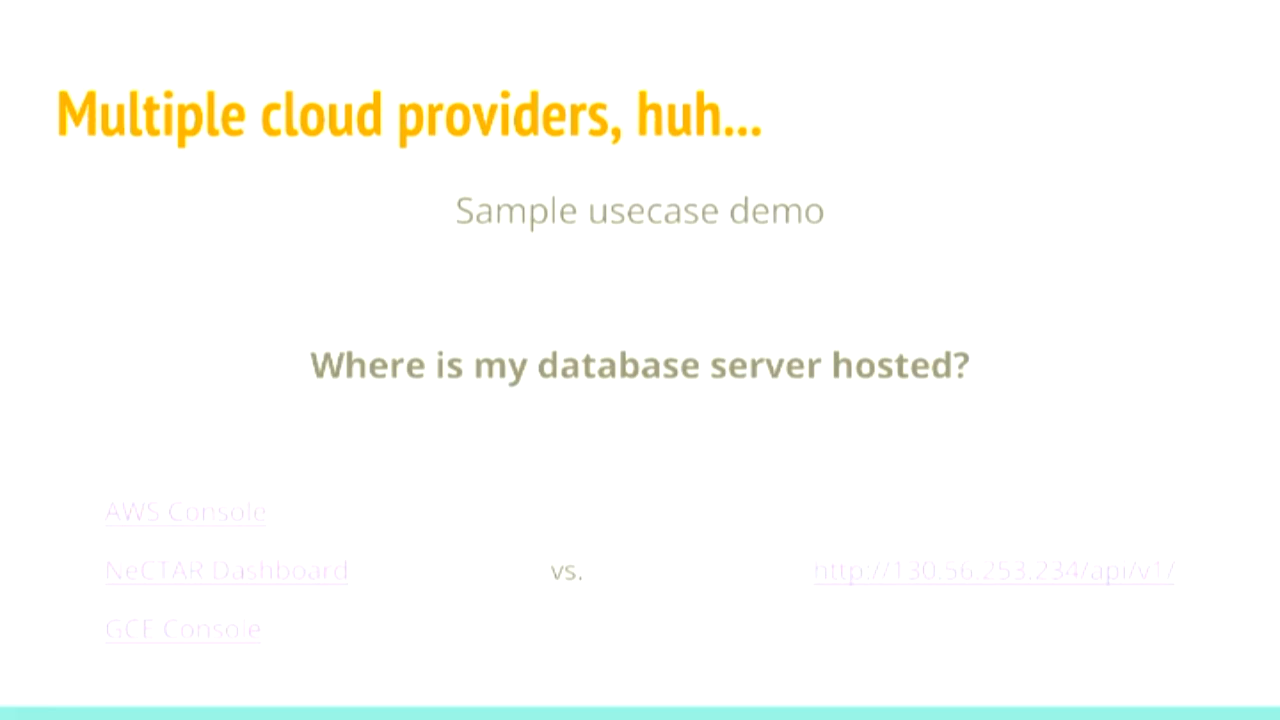 Multiple cloud providers, huh...
Sample usecase demo
Where is my database server hosted?
AWS Console
NeCTAR Dashboard
vs.
http://130.56.253.234/api/v1/
GCE Console